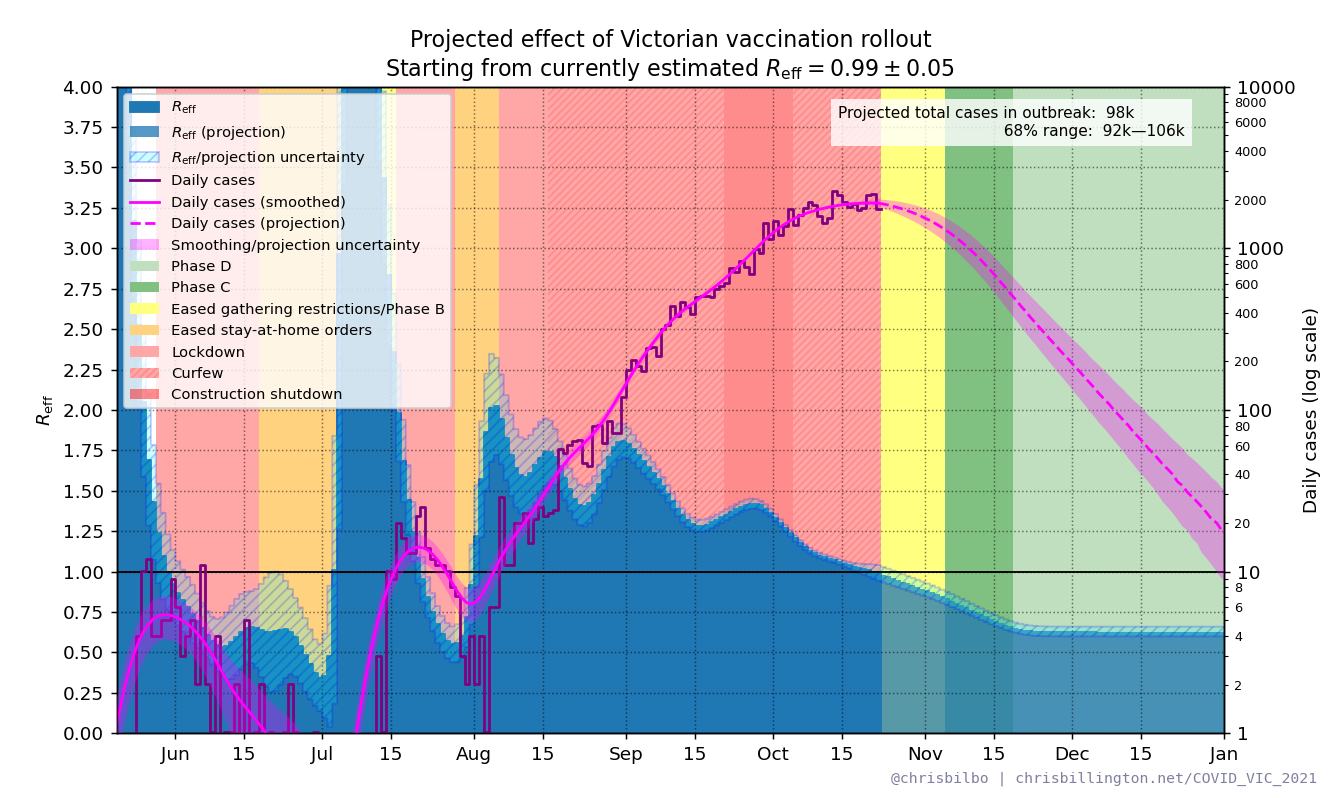 Projected effect of Victorian vaccination rollout
Starting from currently estimated Reff = 0.99 ± 0.05
Reff
Reff (projection)
Reff/projection uncertainty
Daily cases
Daily cases (smoothed)
Daily cases (projection)
Smoothing/projection uncertainty
Phase D
Phase C
Eased gathering restrictions/Phase B
Eased stay-at-home orders
Lockdown
Curfew
Construction shutdown
Projected total cases in outbreak: 98k
68% range: 92k—106k
Reff
4.00
3.75
3.50
3.25
3.00
2.75
2.50
2.25
2.00
1.75
1.50
1.25
1.00
0.75
0.50
0.25
0.00
10000
8000
6000
4000
2000
1000
800
600
400
200
100
80
60
40
20
10
8
6
4
2
1
Daily cases (log scale)
Jun 15 Jul 15 Aug 15 Sep 15 Oct 15 Nov 15 Dec 15 Jan
@chrisbilbo | chrisbillington.net/COVID_VIC_2021